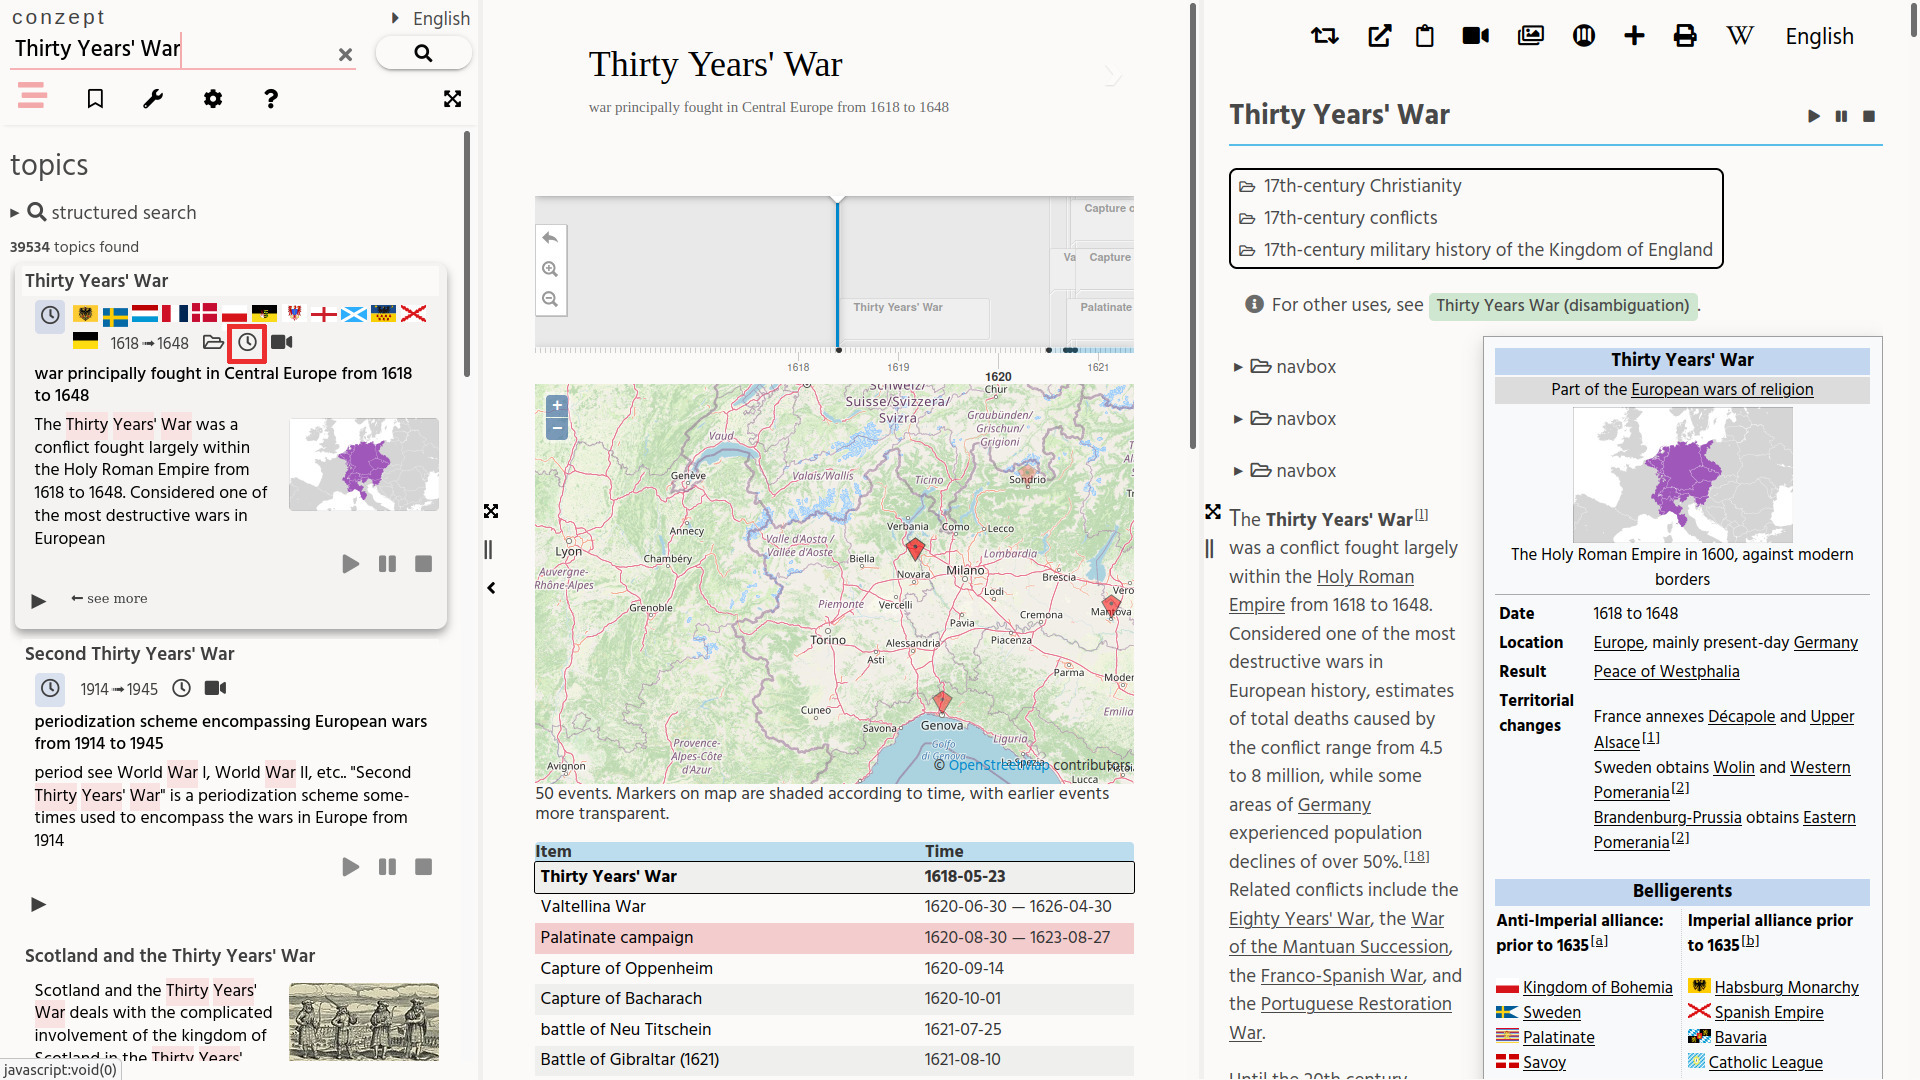 conzept
English
Thirty Years' War
topics
structured search
39534 topics found
Thirty Years' War
1618 ➟ 1648
war principally fought in Central Europe from 1618
to 1648
The Thirty Years' War was a
conflict fought largely within
the Holy Roman Empire from
1618 to 1648. Considered one of
the most destructive wars in
European
← see more
Second Thirty Years' War
1914 ➟ 1945
periodization scheme encompassing European wars
from 1914 to 1945
period see World War I, World War II, etc.. "Second
Thirty Years' War" is a periodization scheme some-
times used to encompass the wars in Europe from
1914
Scotland and the Thirty Years' War
Scotland and the Thirty Years'
War deals with the complicated
involvement of the kingdom of
Scotland in the Thirty Years'
javascript:void(0)
Thirty Years' War
war principally fought in Central Europe from 1618 to 1648
Capture o
Va
Capture
Thirty Years' War
Palatinate
1618
1619
1620
1621
Chur
Suisse/Svizzera/
Svizra
Graubünden/
Grischun/
Grigioni
Vaud
Genève
Valais/Wallis
Ticino
Sondrio
Tr
Annecy
Verbania
Como
Lecco
Lyon
Chambéry
Valle d'Aosta /
Vallée d'Aoste
Biella
Lombardia
Auvergne-
Rhône-Alpes
Novara
Milano
Brescia
Vero
Grenoble
Piemonte
Vercelli
Lodi
Mantova
Pavia
Cremona
Torino
Alessandria
Piacenza
Asti
Parma
Moder
Cuneo
Savona
Genova
Emilia
Provence-
Côte-
d'Azur
Golfo
di Genova
Liguria
La Spezia
Avignon
Lucca
Pistoi
© OpenStreetMap contributors.
50 events. Markers on map are shaded according to time, with earlier events
more transparent.
Item Time
Thirty Years' War 1618-05-23
Valtellina War 1620-06-30 — 1626-04-30
Palatinate campaign 1620-08-30 — 1623-08-27
Capture of Oppenheim 1620-09-14
Capture of Bacharach 1620-10-01
battle of Neu Titschein 1621-07-25
Battle of Gibraltar (1621) 1621-08-10
W English
Thirty Years' War
17th-century Christianity
17th-century conflicts
17th-century military history of the Kingdom of England
For other uses, see Thirty Years War (disambiguation) .
navbox
navbox
navbox
The Thirty Years' War[l]
was a conflict fought largely
within the Holy Roman
Empire from 1618 to 1648.
Considered one of the most
destructive wars in
European history, estimates
of total deaths caused by
the conflict range from 4.5
to 8 million, while some
areas of Germany
experienced population
declines of over 50%.[18]
Related conflicts include the
Eighty Years' War, the War
of the Mantuan Succession,
the Franco-Spanish War, and
the Portuguese Restoration
War.
Until the 20th century,
Thirty Years' War
Part of the European wars of religion
The Holy Roman Empire in 1600, against modern
borders
Date 1618 to 1648
Location Europe, mainly present-day Germany
Result Peace of Westphalia
Territorial
changes
France annexes Décapole and Upper
Alsace[1]
Sweden obtains Wolin and Western
Pomerania[2]
Brandenburg-Prussia obtains Eastern
Pomerania[2]
Belligerents
Anti-Imperial alliance:
prior to 1635[a]
Imperial alliance prior
to 1635[b]
Kingdom of Bohemia
Sweden
Palatinate
Savoy
Habsburg Monarchy
Spanish Empire
Bavaria
Catholic League